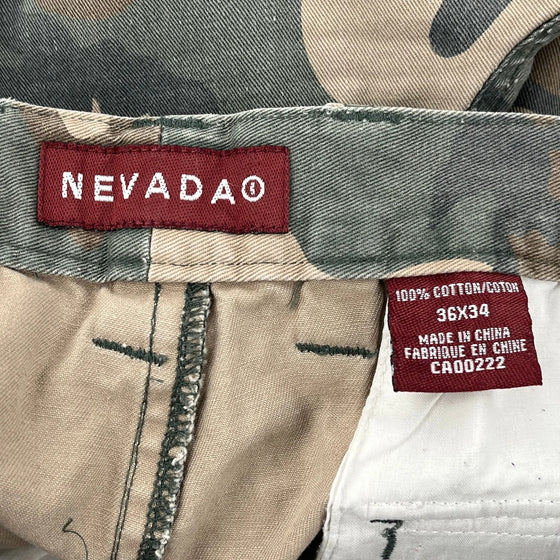 NEVADA®
100% COTTON/COTON
36X34
MADE IN CHINA
FABRIQUE EN CHINE
CA00222